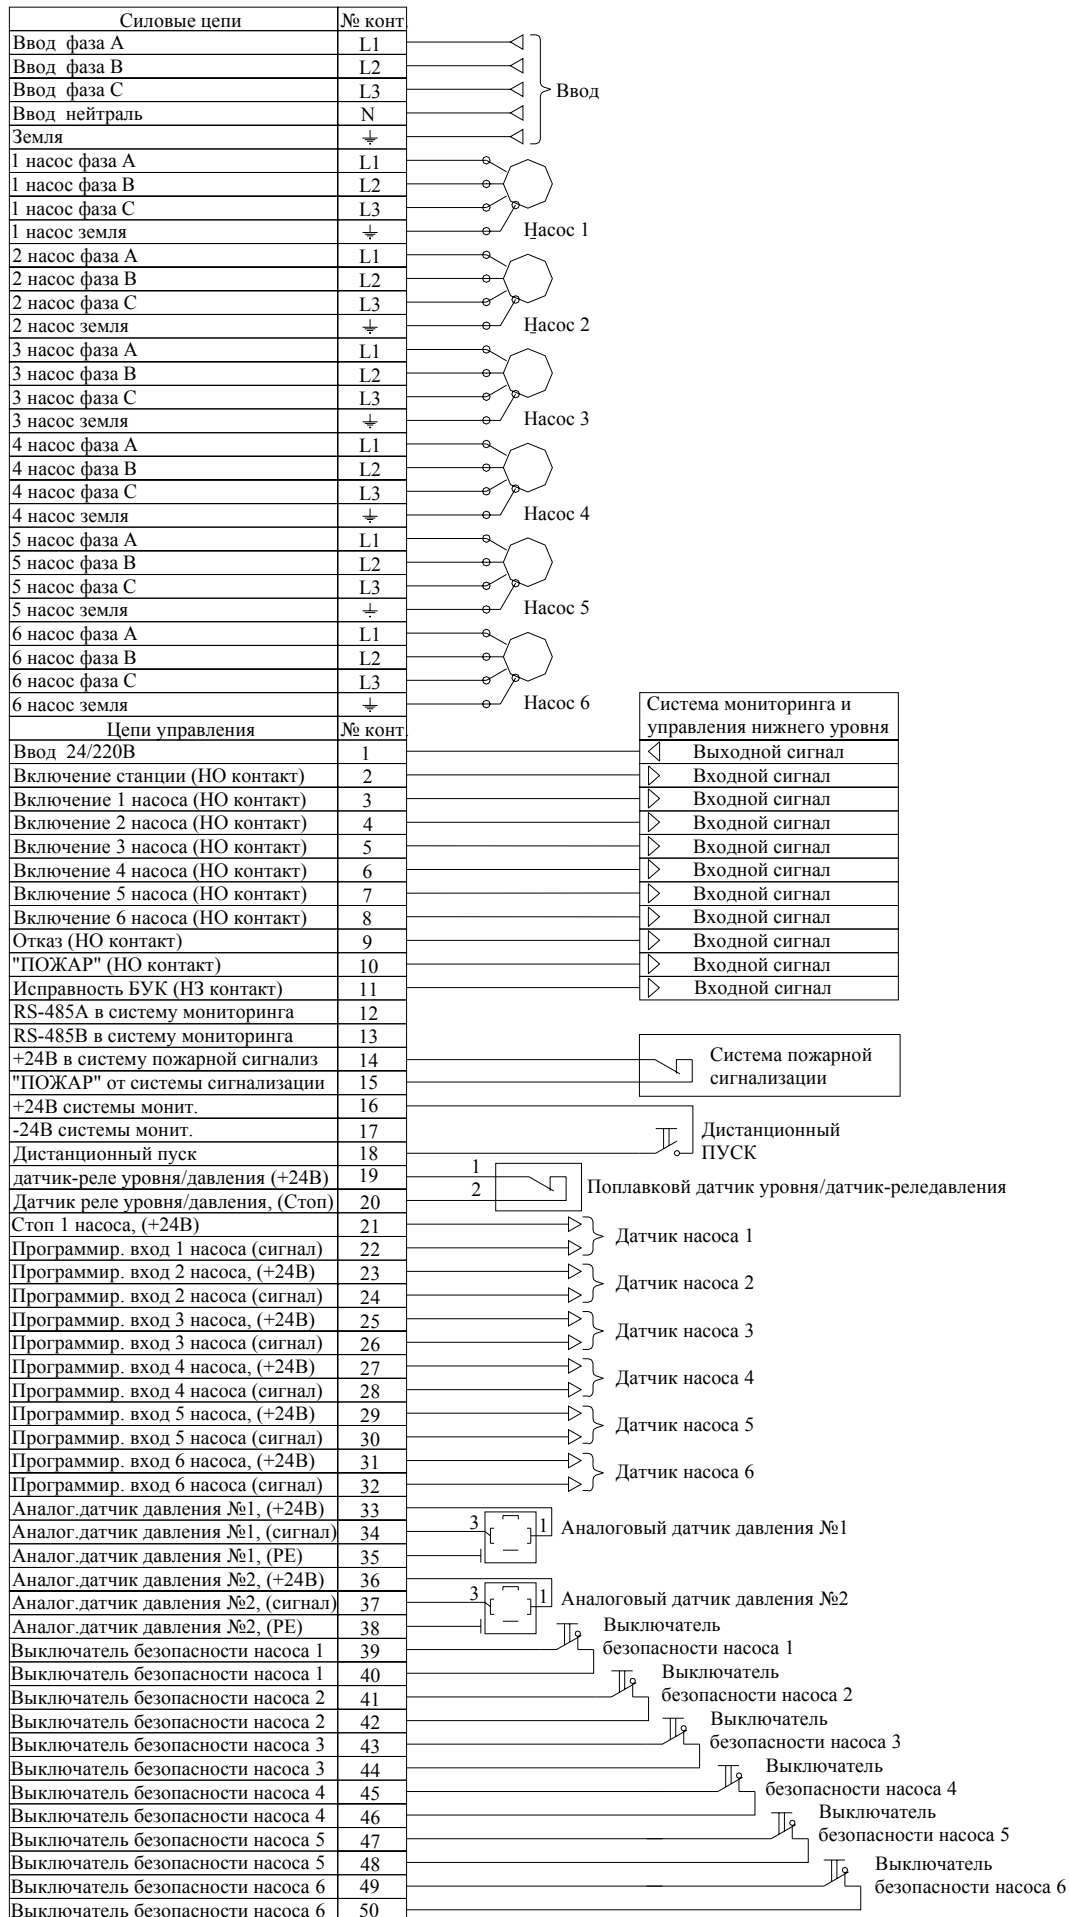 Силовые цепи № конт.
Ввод фаза А L1
Ввод фаза В L2
Ввод фаза С L3 Ввод
Ввод нейтраль N
Земля
1 насос фаза А L1
1 насос фаза В L2
1 насос фаза С L3
1 насос земля Насос 1
2 насос фаза А L1
2 насос фаза В L2
2 насос фаза С L3
2 насос земля Насос 2
3 насос фаза А L1
3 насос фаза В L2
3 насос фаза С L3
3 насос земля Насос 3
4 насос фаза А L1
4 насос фаза В L2
4 насос фаза С L3
4 насос земля Насос 4
5 насос фаза А L1
5 насос фаза В L2
5 насос фаза С L3
5 насос земля Насос 5
6 насос фаза А L1
6 насос фаза В L2
6 насос фаза С L3
6 насос земля Насос 6
Система мониторинга и
управления нижнего уровня
Цепи управления № конт.
Ввод 24/220В 1 Выходной сигнал
Включение станции (НО контакт) 2 Входной сигнал
Включение 1 насоса (НО контакт) 3 Входной сигнал
Включение 2 насоса (НО контакт) 4 Входной сигнал
Включение 3 насоса (НО контакт) 5 Входной сигнал
Включение 4 насоса (НО контакт) 6 Входной сигнал
Включение 5 насоса (НО контакт) 7 Входной сигнал
Включение 6 насоса (НО контакт) 8 Входной сигнал
Отказ (НО контакт) 9 Входной сигнал
"ПОЖАР" (НО контакт) 10 Входной сигнал
Исправность БУК (НЗ контакт) 11 Входной сигнал
RS-485А в систему мониторинга 12
RS-485В в систему мониторинга 13
+24В в систему пожарной сигнализ 14 Система пожарной
"ПОЖАР" от системы сигнализации 15 сигнализации
+24В системы монит. 16
-24В системы монит. 17 Дистанционный
Дистанционный пуск 18 ПУСК
датчик-реле уровня/давления (+24В) 19 1
Датчик реле уровня/давления, (Стоп) 20 2 Поплавковй датчик уровня/датчик-реледавления
Стоп 1 насоса, (+24В) 21 Датчик насоса 1
Программир. вход 1 насоса (сигнал) 22
Программир. вход 2 насоса, (+24В) 23 Датчик насоса 2
Программир. вход 2 насоса (сигнал) 24
Программир. вход 3 насоса, (+24В) 25 Датчик насоса 3
Программир. вход 3 насоса (сигнал) 26
Программир. вход 4 насоса, (+24В) 27 Датчик насоса 4
Программир. вход 4 насоса (сигнал) 28
Программир. вход 5 насоса, (+24В) 29 Датчик насоса 5
Программир. вход 5 насоса (сигнал) 30
Программир. вход 6 насоса, (+24В) 31 Датчик насоса 6
Программир. вход 6 насоса (сигнал) 32
Аналог.датчик давления №1, (+24В) 33
Аналог.датчик давления №1, (сигнал) 34 3 1 Аналоговый датчик давления №1
Аналог.датчик давления №1, (РЕ) 35
Аналог.датчик давления №2, (+24В) 36
Аналог.датчик давления №2, (сигнал) 37 3 1 Аналоговый датчик давления №2
Аналог.датчик давления №2, (РЕ) 38 Выключатель
Выключатель безопасности насоса 1 39 безопасности насоса 1
Выключатель безопасности насоса 1 40 Выключатель
Выключатель безопасности насоса 2 41 безопасности насоса 2
Выключатель безопасности насоса 2 42 Выключатель
Выключатель безопасности насоса 3 43 безопасности насоса 3
Выключатель безопасности насоса 3 44 Выключатель
Выключатель безопасности насоса 4 45 безопасности насоса 4
Выключатель безопасности насоса 4 46 Выключатель
Выключатель безопасности насоса 5 47 безопасности насоса 5
Выключатель безопасности насоса 5 48 Выключатель
Выключатель безопасности насоса 6 49 безопасности насоса 6
Выключатель безопасности насоса 6 50